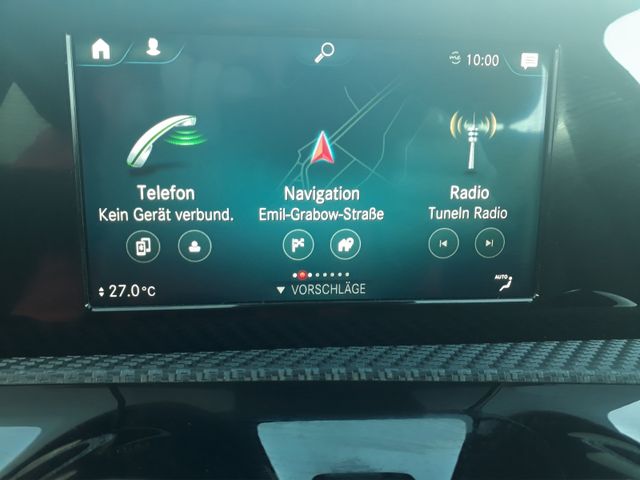 10:00
Telefon
Kein Gerät verbund.
Navigation
Emil-Grabow-Straße
Radio
TuneIn Radio
27.0°C
VORSCHLÄGE
AUTO